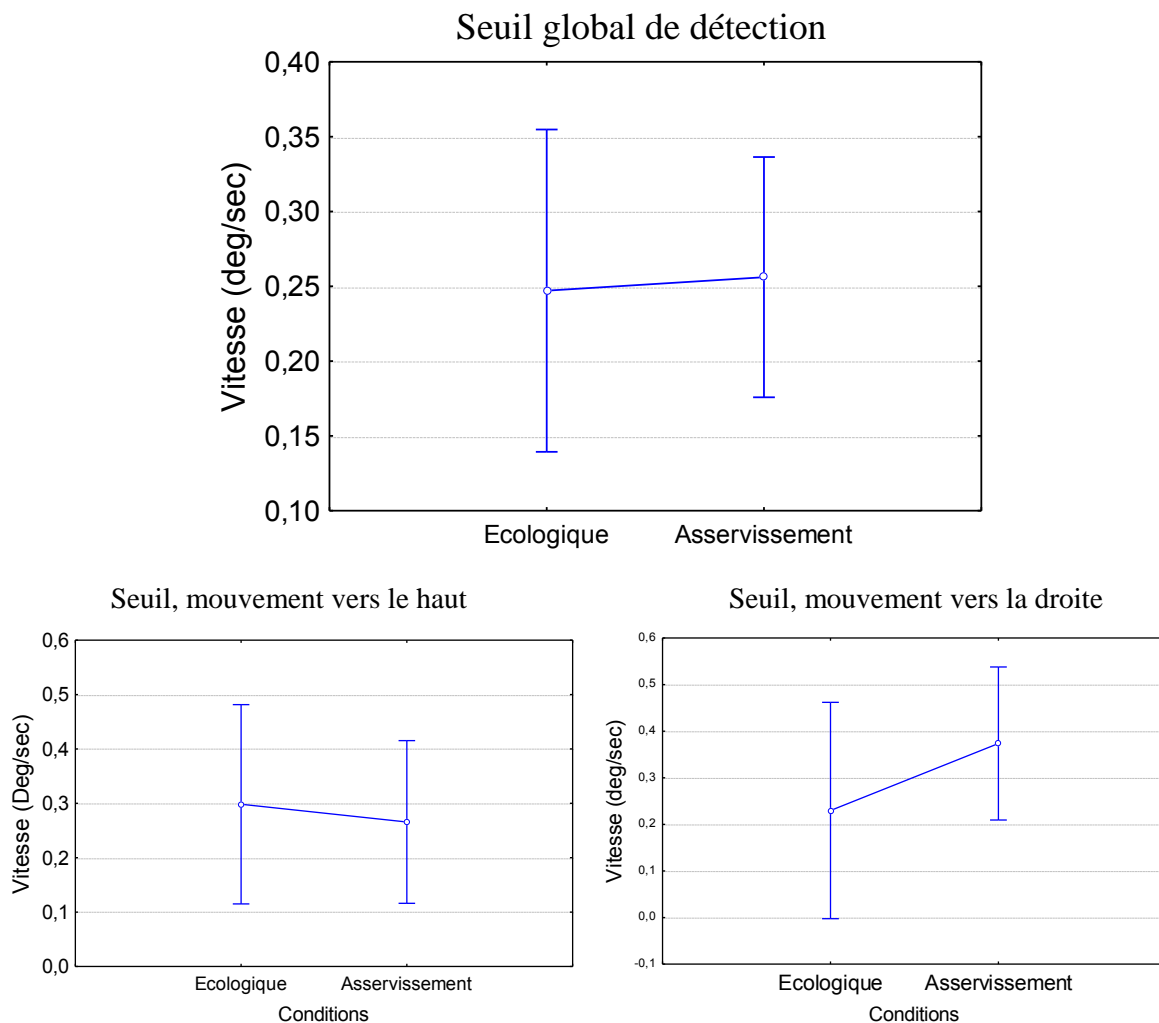 Seuil global de détection
0,40
0,35
0,30
0,25
0,20
0,15
0,10
Vitesse (deg/sec)
Ecologique Asservissement
Seuil, mouvement vers le haut
0,6
0,5
0,4
0,3
0,2
0,1
0,0
Vitesse (Deg/sec)
Ecologique Asservissement
Conditions
Seuil, mouvement vers la droite
0,6
0,5
0,4
0,3
0,2
0,1
0,0
-0,1
Vitesse (deg/sec)
Ecologique Asservissement
Conditions